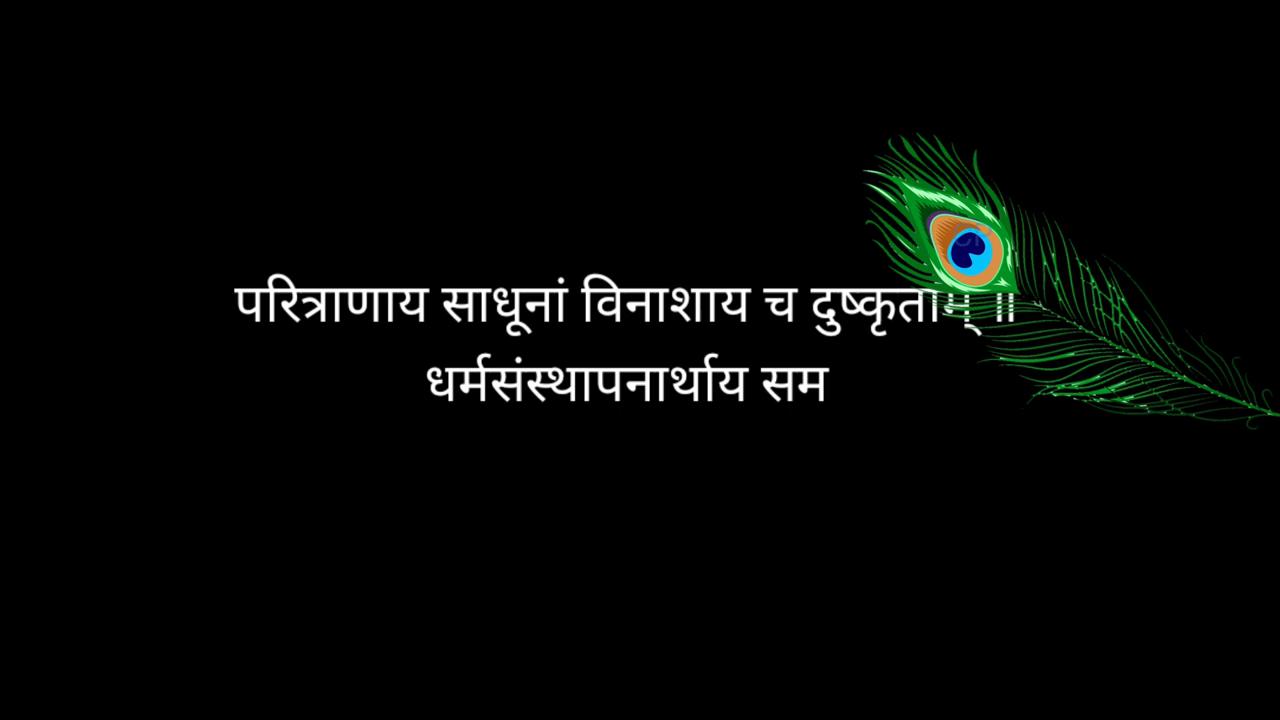 परित्राणाय साधूनां विनाशाय च दुष्कृताम्॥
धर्मसंस्थापनार्थाय सम